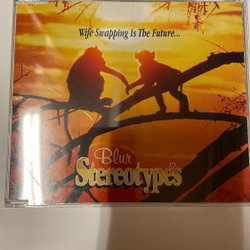 Wife Swapping Is The Future...
Blur
Stereotypes